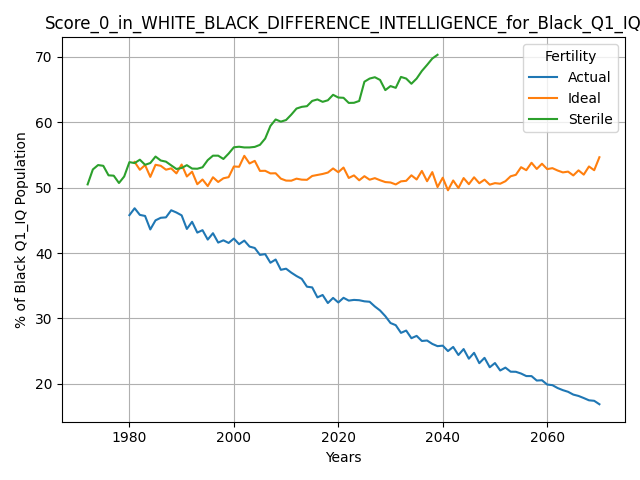 Score_0_in_WHITE_BLACK_DIFFERENCE_INTELLIGENCE_for_Black_Q1_IQ
% of Black Q1_IQ Population
70
60
50
40
30
20
Fertility
Actual
Ideal
Sterile
1980
2000
2020
2040
2060
Years